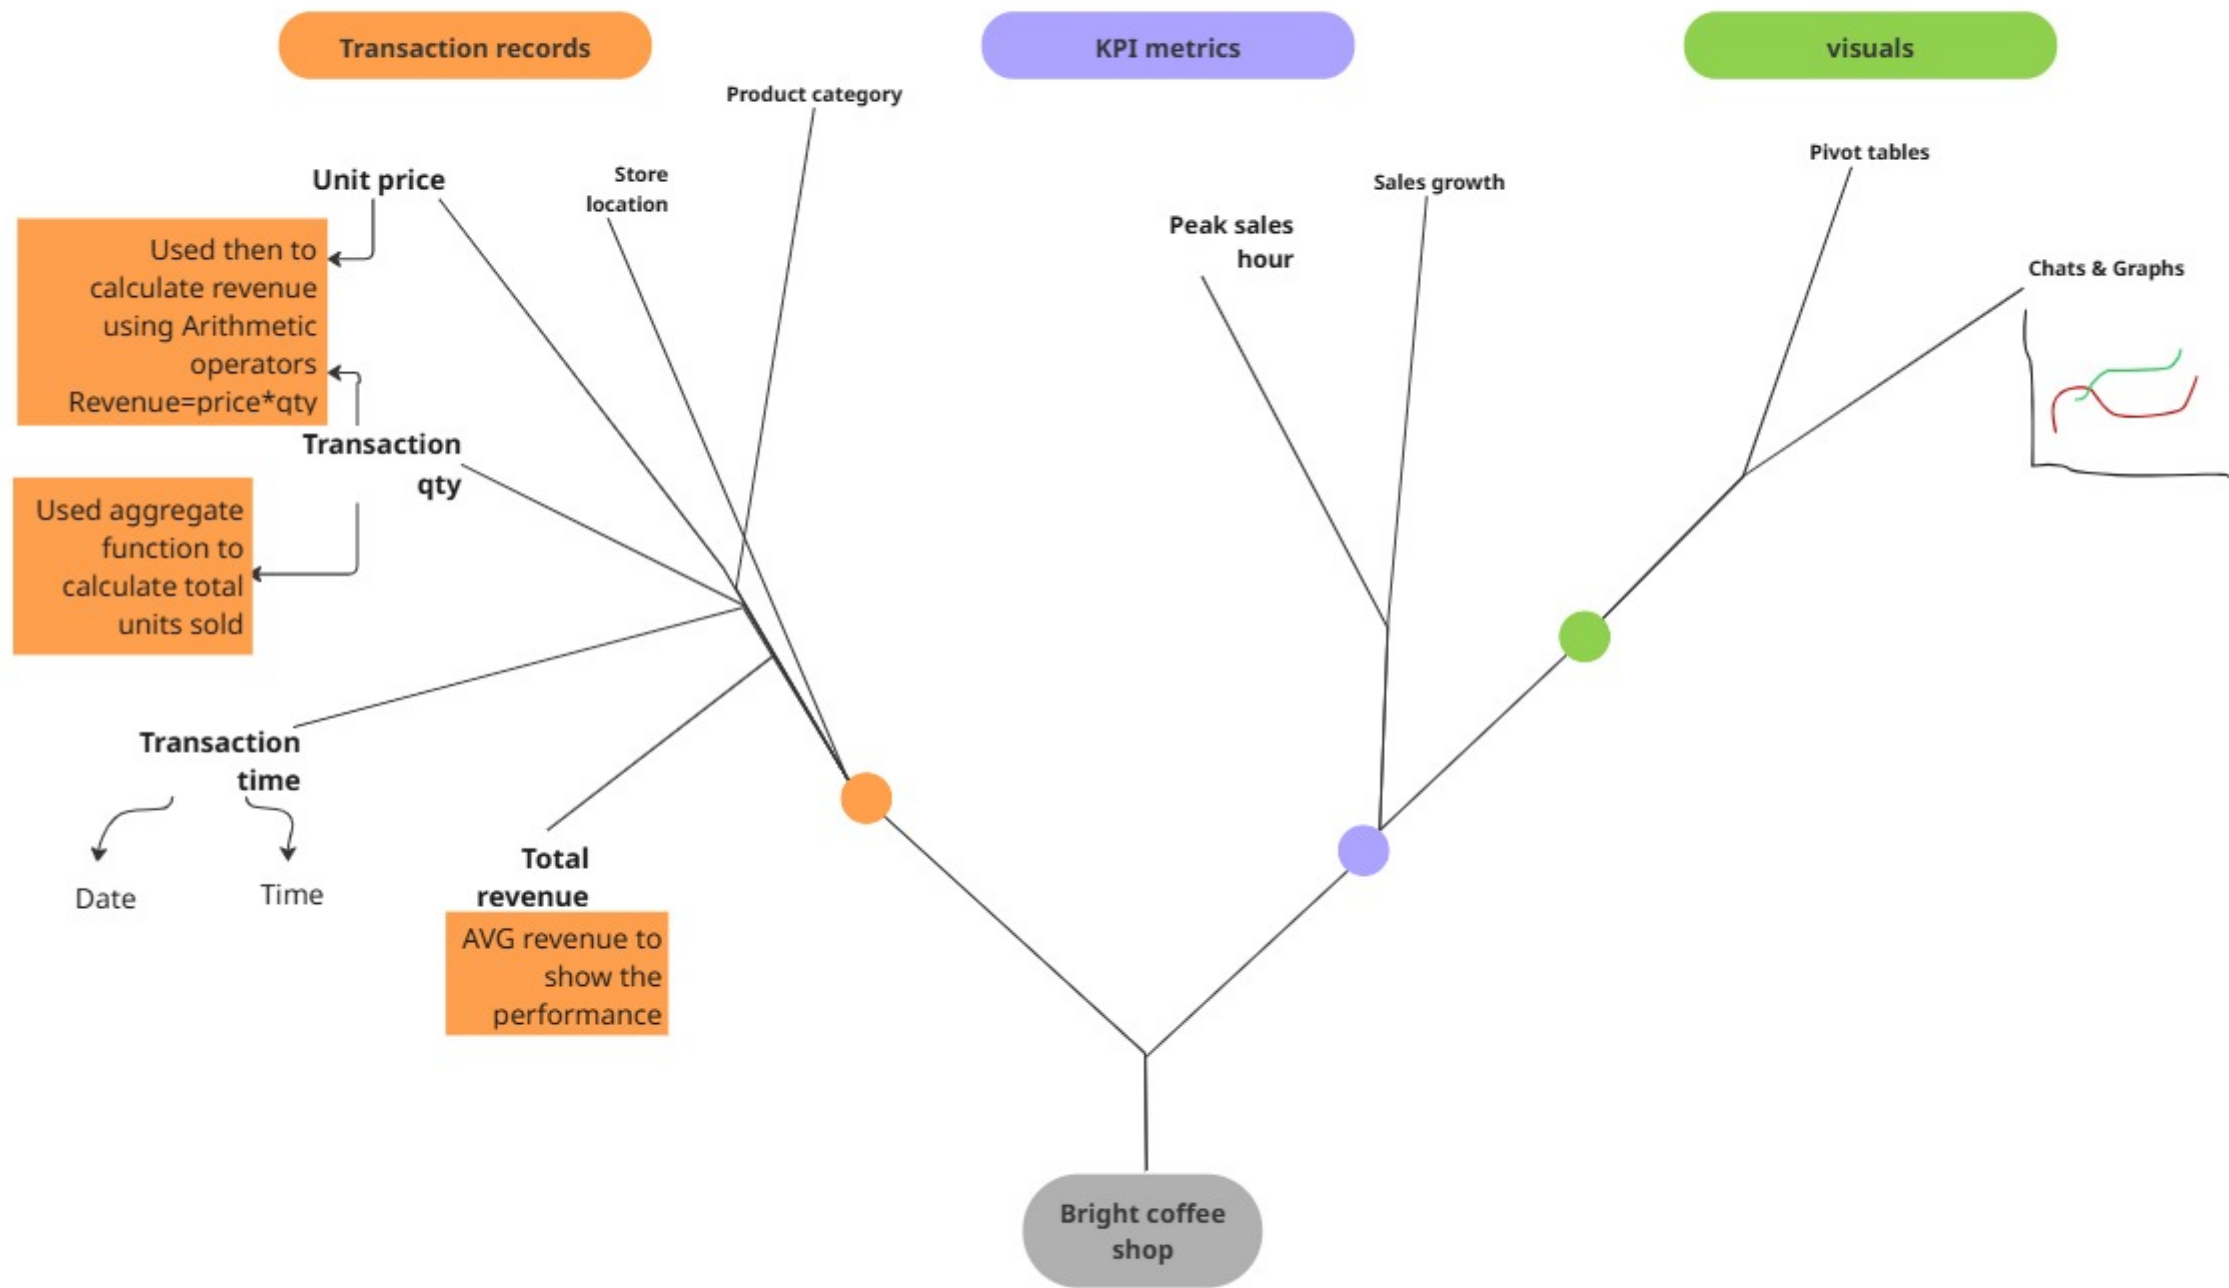 Transaction records
KPI metrics
visuals
Product category
Unit price
Store
location
Used then to
calculate revenue
using Arithmetic
operators
Revenue=price*qty
Transaction
qty
Used aggregate
function to
calculate total
units sold
Transaction
time
Date
Time
Total
revenue
AVG revenue to
show the
performance
Peak sales
hour
Sales growth
Pivot tables
Chats & Graphs
Bright coffee
shop